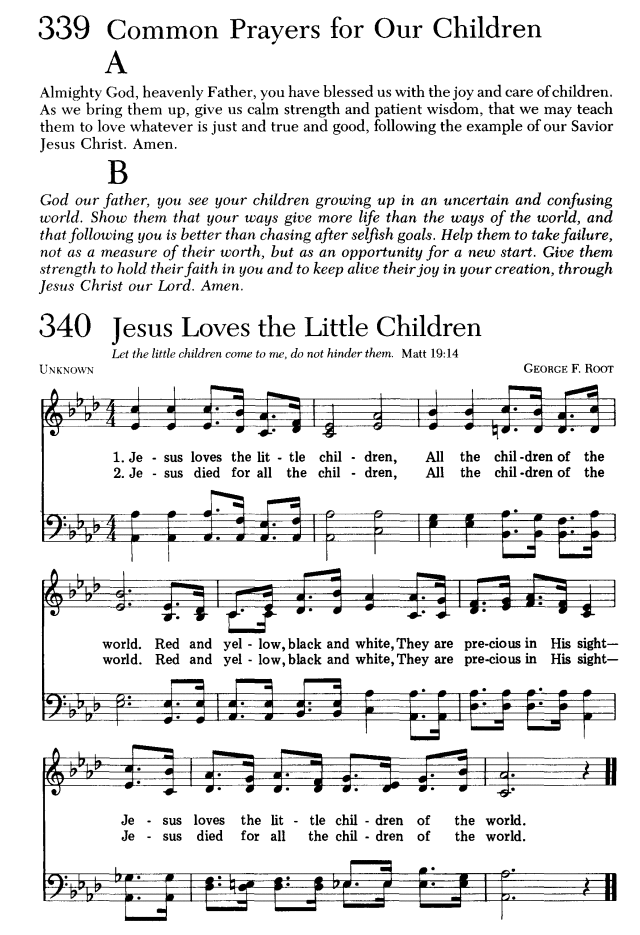 339 Common Prayers for Our Children
A
Almighty God, heavenly Father, you have blessed us with the joy and care of children.
As we bring them up, give us calm strength and patient wisdom, that we may teach
them to love whatever is just and true and good, following the example of our Savior
Jesus Christ. Amen.
B
God our father, you see your children growing up in an uncertain and confusing
world. Show them that your ways give more life than the ways of the world, and
that following you is better than chasing after selfish goals. Help them to take failure,
not as a measure of their worth, but as an opportunity for a new start. Give them
strength to hold their faith in you and to keep alive their joy in your creation, through
Jesus Christ our Lord. Amen.
340 Jesus Loves the Little Children
Let the little children come to me, do not hinder them. Matt 19:14
UNKNOWN GEORGE F. ROOT
4
4
1. Je - sus loves the lit - tle chil - dren, All the chil - dren of the
2. Je - sus died for all the chil - dren, All the chil - dren of the
4
4
world. Red and yel - low, black and white, They are pre-cious in His sight—
world. Red and yel - low, black and white, They are pre-cious in His sight—
Je - sus loves the lit - tle chil - dren of the world.
Je - sus died for all the chil - dren of the world.